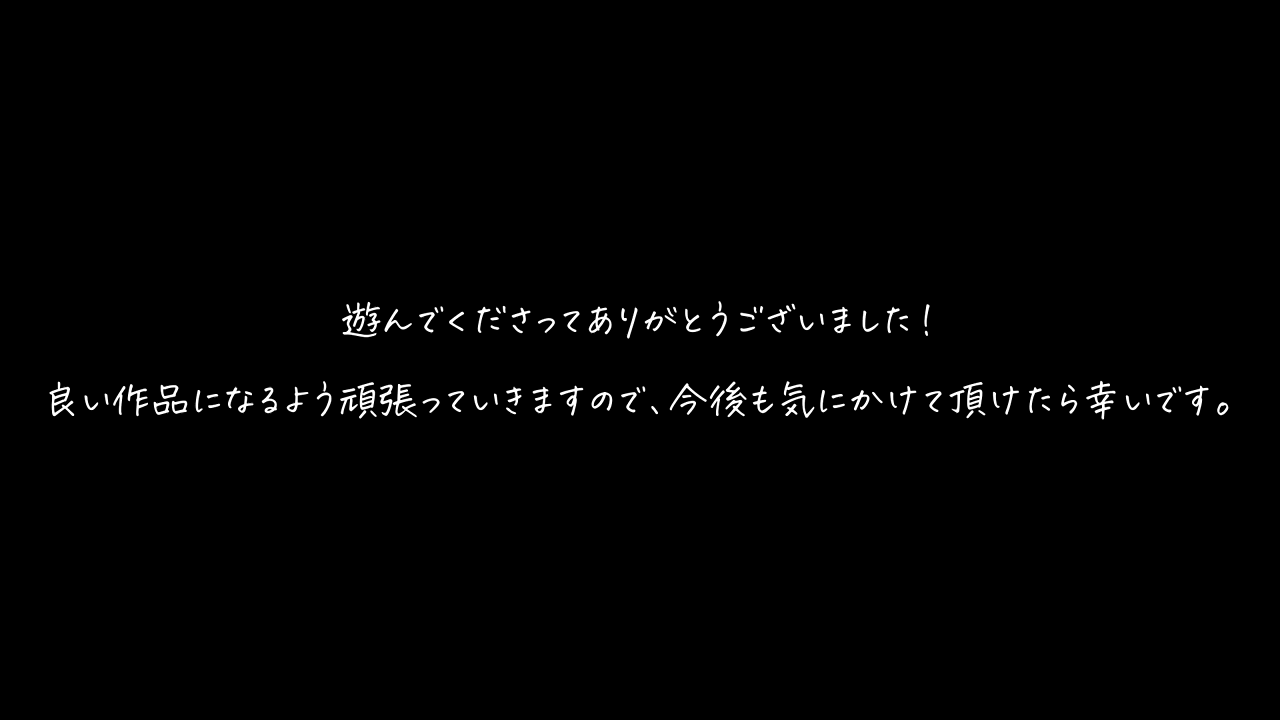 遊んでくださってありがとうございました!
良い作品になるよう頑張っていきますので、今後も気にかけて頂けたら幸いです。